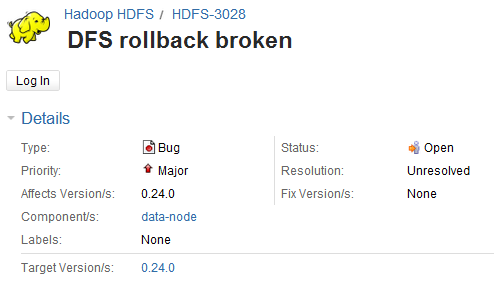 Hadoop HDFS / HDFS-3028
DFS rollback broken
Log In
Details
Type: Bug Status: Open
Priority: Major Resolution: Unresolved
Affects Version/s: 0.24.0 Fix Version/s: None
Component/s: data-node
Labels: None
Target Version/s: 0.24.0